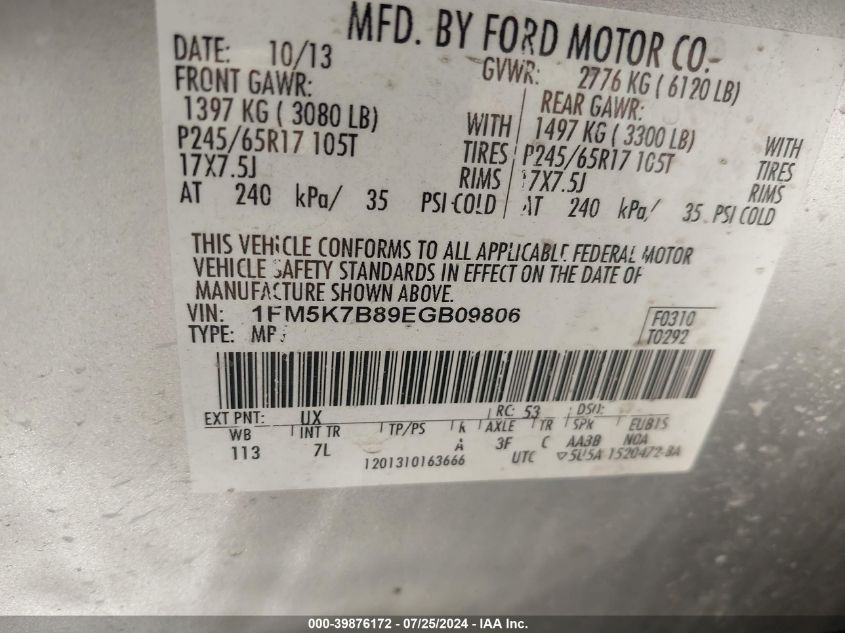 MFD. BY FORD MOTOR CO.-
DATE: 10/13 GVWR: 2776 KG ( 6120 LB)
FRONT GAWR: REAR GAWR:
1397 KG ( 3080 LB) WITH 1497 KG ( 3300 LB) WITH
P245/65R17 105T TIRES P245/65R17 105T TIRES
17X7.5J RIMS 17X7.5J RIMS
AT 240 kPa/ 35 PSI COLD AT 240 kPa/ 35 PSI COLD
THIS VEHICLE CONFORMS TO ALL APPLICABLE FEDERAL MOTOR
VEHICLE SAFETY STANDARDS IN EFFECT ON THE DATE OF
MANUFACTURE SHOWN ABOVE.
VIN: 1FM5K7B89EGB09806 F0310
TYPE: MP T0292
EXT PNT: UX RC: 53 DSO:
WB INT TR TP/PS R AXLE TR SPR EUB15
113 7L A 3F C AA3B NOA
1201310163666 UTC ▽5U5A 1520472-BA
000-39876172 / 07/25/2024 - IAA Inc.